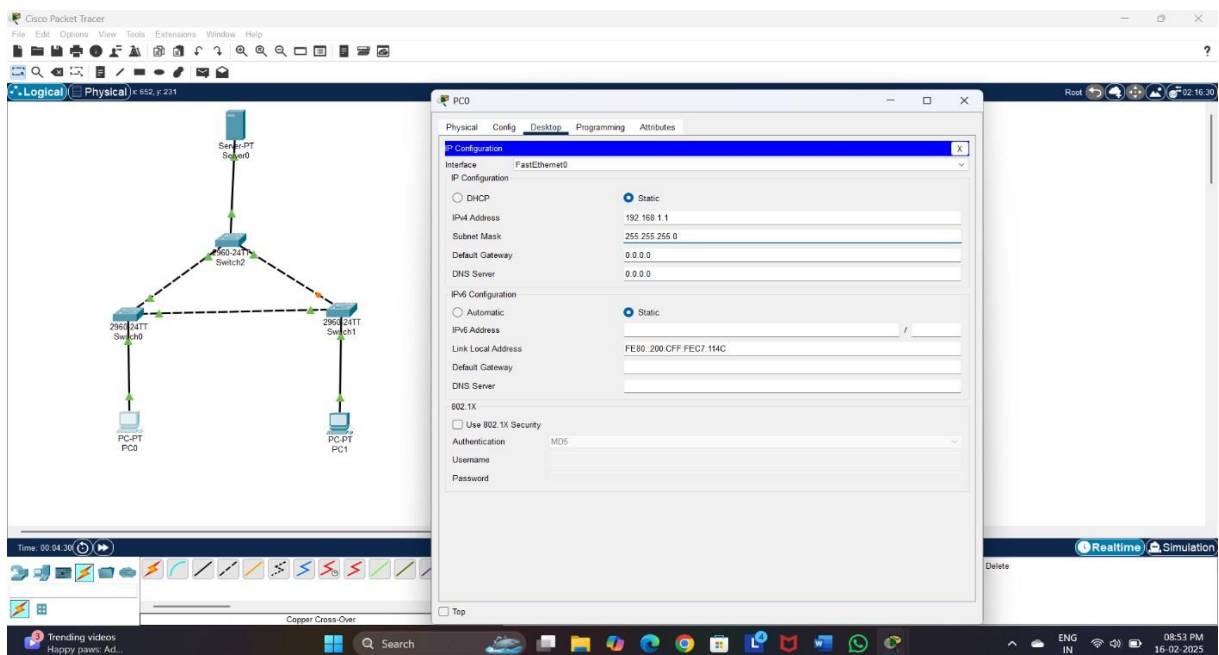 Cisco Packet Tracer
File Edit Options View Tools Extensions Window Help
?
Logical Physical x: 652, y: 231
Root 02:16:30
Server-PT
Server0
2960-24TT
Switch2
2960-24TT
Switch0
2960-24TT
Switch1
PC-PT
PC0
PC-PT
PC1
PC0
Physical Config Desktop Programming Attributes
IP Configuration X
Interface FastEthernet0
IP Configuration
DHCP Static
IPv4 Address 192.168.1.1
Subnet Mask 255.255.255.0
Default Gateway 0.0.0.0
DNS Server 0.0.0.0
IPv6 Configuration
Automatic Static
IPv6 Address /
Link Local Address FE80::200:CFF:FEC7:114C
Default Gateway
DNS Server
802.1X
Use 802.1X Security
Authentication MD5
Username
Password
Top
Time: 00:04:30
Realtime Simulation
Delete
Copper Cross-Over
3 Trending videos
Happy paws: Ad...
Search
4
ENG
IN
08:53 PM
16-02-2025